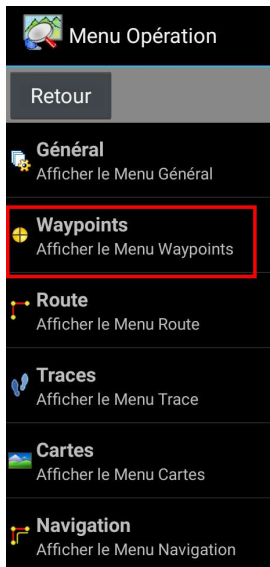 Menu Opération
Retour
Général
Afficher le Menu Général
Waypoints
Afficher le Menu Waypoints
Route
Afficher le Menu Route
Traces
Afficher le Menu Trace
Cartes
Afficher le Menu Cartes
Navigation
Afficher le Menu Navigation